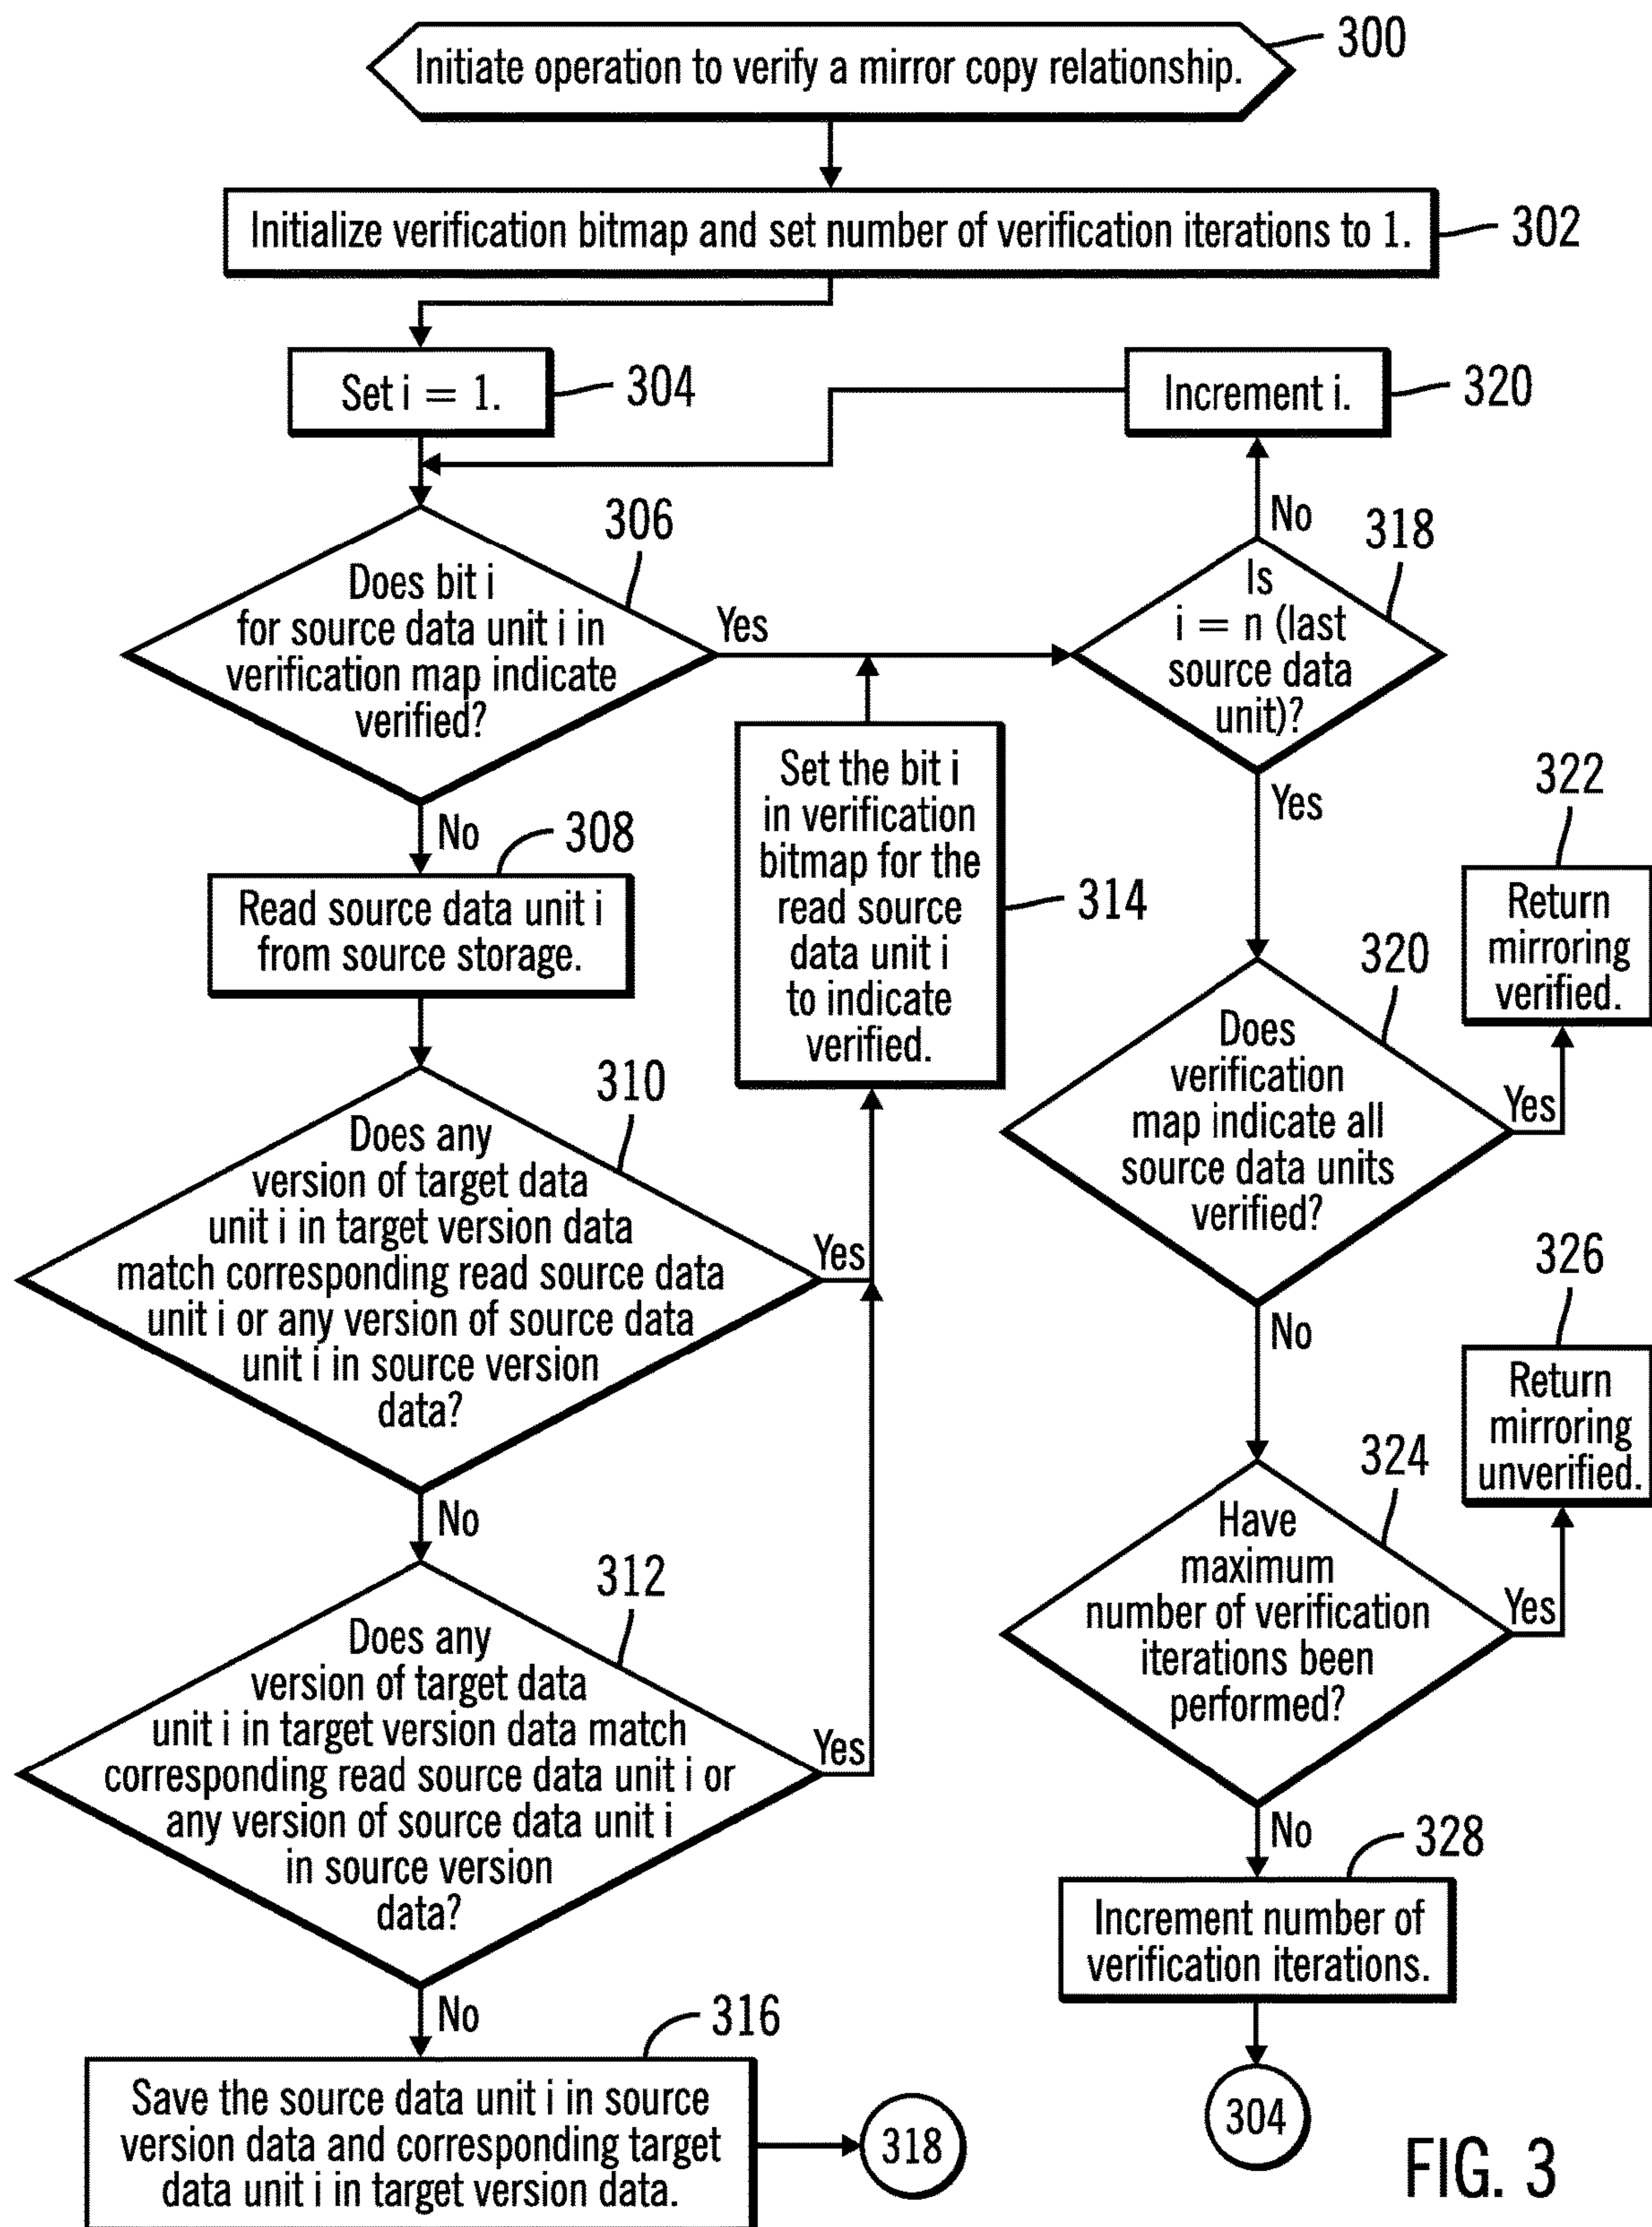 300
Initiate operation to verify a mirror copy relationship.
Initialize verification bitmap and set number of verification iterations to 1.
302
Set i = 1.
304
Increment i.
320
306
Does bit i
for source data unit i in
verification map indicate
verified?
Yes
No
No
318
Is
i = n (last
source data
unit)?
Yes
308
Read source data unit i
from source storage.
Set the bit i
in verification
bitmap for the
read source
data unit i
to indicate
verified.
314
322
Return
mirroring
verified.
320
Does
verification
map indicate all
source data units
verified?
Yes
No
310
Does any
version of target data
unit i in target version data
match corresponding read source data
unit i or any version of source data
unit i in source version
data?
Yes
No
326
Return
mirroring
unverified.
324
Have
maximum
number of verification
iterations been
performed?
Yes
No
312
Does any
version of target data
unit i in target version data match
corresponding read source data unit i or
any version of source data unit i
in source version
data?
Yes
No
328
Increment number of
verification iterations.
304
316
Save the source data unit i in source
version data and corresponding target
data unit i in target version data.
318
FIG. 3